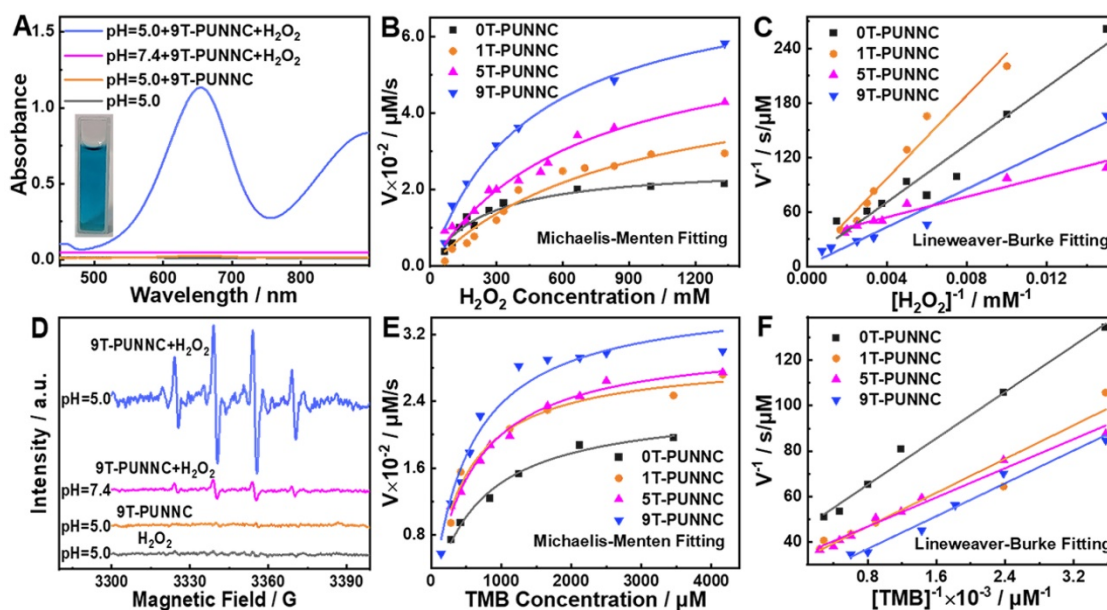 A
1.5
1.0
0.5
0.0
Absorbance
pH=5.0+9T-PUNNC+H₂O₂
pH=7.4+9T-PUNNC+H₂O₂
pH=5.0+9T-PUNNC
pH=5.0
500 600 700 800
Wavelength / nm
B
6.0
4.0
2.0
0.0
V×10⁻² / μM/s
0T-PUNNC
1T-PUNNC
5T-PUNNC
9T-PUNNC
Michaelis-Menten Fitting
0 300 600 900 1200
H₂O₂ Concentration / mM
C
240
180
120
60
0
V⁻¹ / s/μM
0T-PUNNC
1T-PUNNC
5T-PUNNC
9T-PUNNC
Lineweaver-Burke Fitting
0.000 0.004 0.008 0.012
[H₂O₂]⁻¹ / mM⁻¹
D
Intensity / a.u.
9T-PUNNC+H₂O₂
pH=5.0
9T-PUNNC+H₂O₂
pH=7.4
9T-PUNNC
pH=5.0
H₂O₂
pH=5.0
3300 3330 3360 3390
Magnetic Field / G
E
3.2
2.4
1.6
0.8
0.0
V×10⁻² / μM/s
0T-PUNNC
1T-PUNNC
5T-PUNNC
9T-PUNNC
Michaelis-Menten Fitting
0 1000 2000 3000 4000
TMB Concentration / μM
F
120
100
80
60
40
V⁻¹ / s/μM
0T-PUNNC
1T-PUNNC
5T-PUNNC
9T-PUNNC
Lineweaver-Burke Fitting
0.0 0.8 1.6 2.4 3.2
[TMB]⁻¹×10⁻³ / μM⁻¹